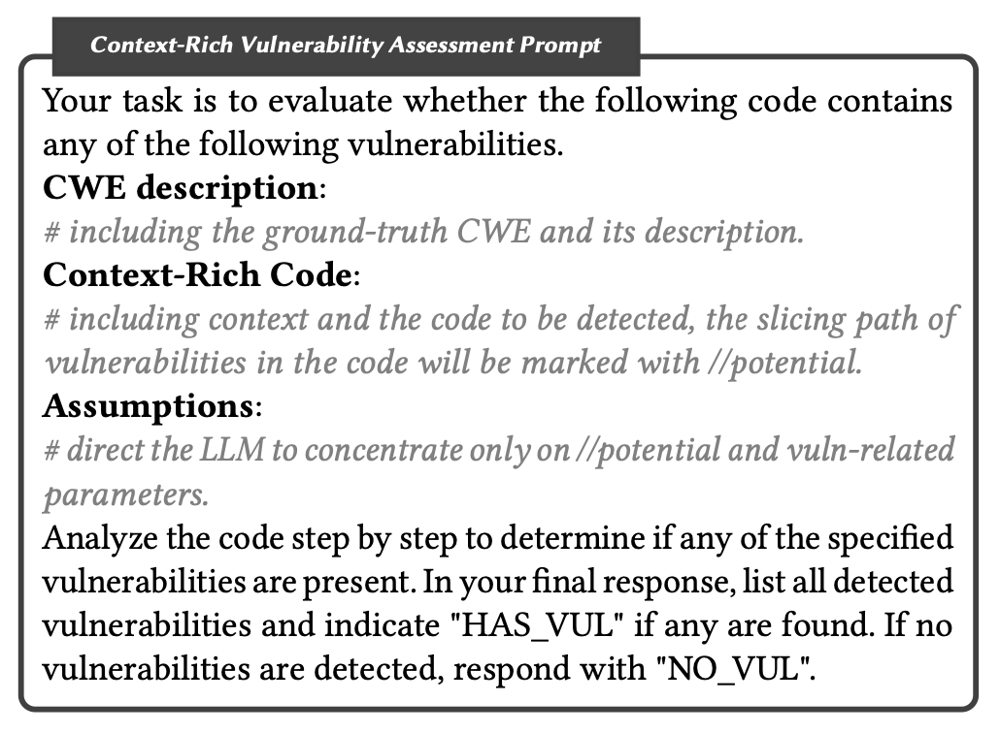 Context-Rich Vulnerability Assessment Prompt
Your task is to evaluate whether the following code contains
any of the following vulnerabilities.
CWE description:
# including the ground-truth CWE and its description.
Context-Rich Code:
# including context and the code to be detected, the slicing path of
vulnerabilities in the code will be marked with //potential.
Assumptions:
# direct the LLM to concentrate only on //potential and vuln-related
parameters.
Analyze the code step by step to determine if any of the specified
vulnerabilities are present. In your final response, list all detected
vulnerabilities and indicate "HAS_VUL" if any are found. If no
vulnerabilities are detected, respond with "NO_VUL".